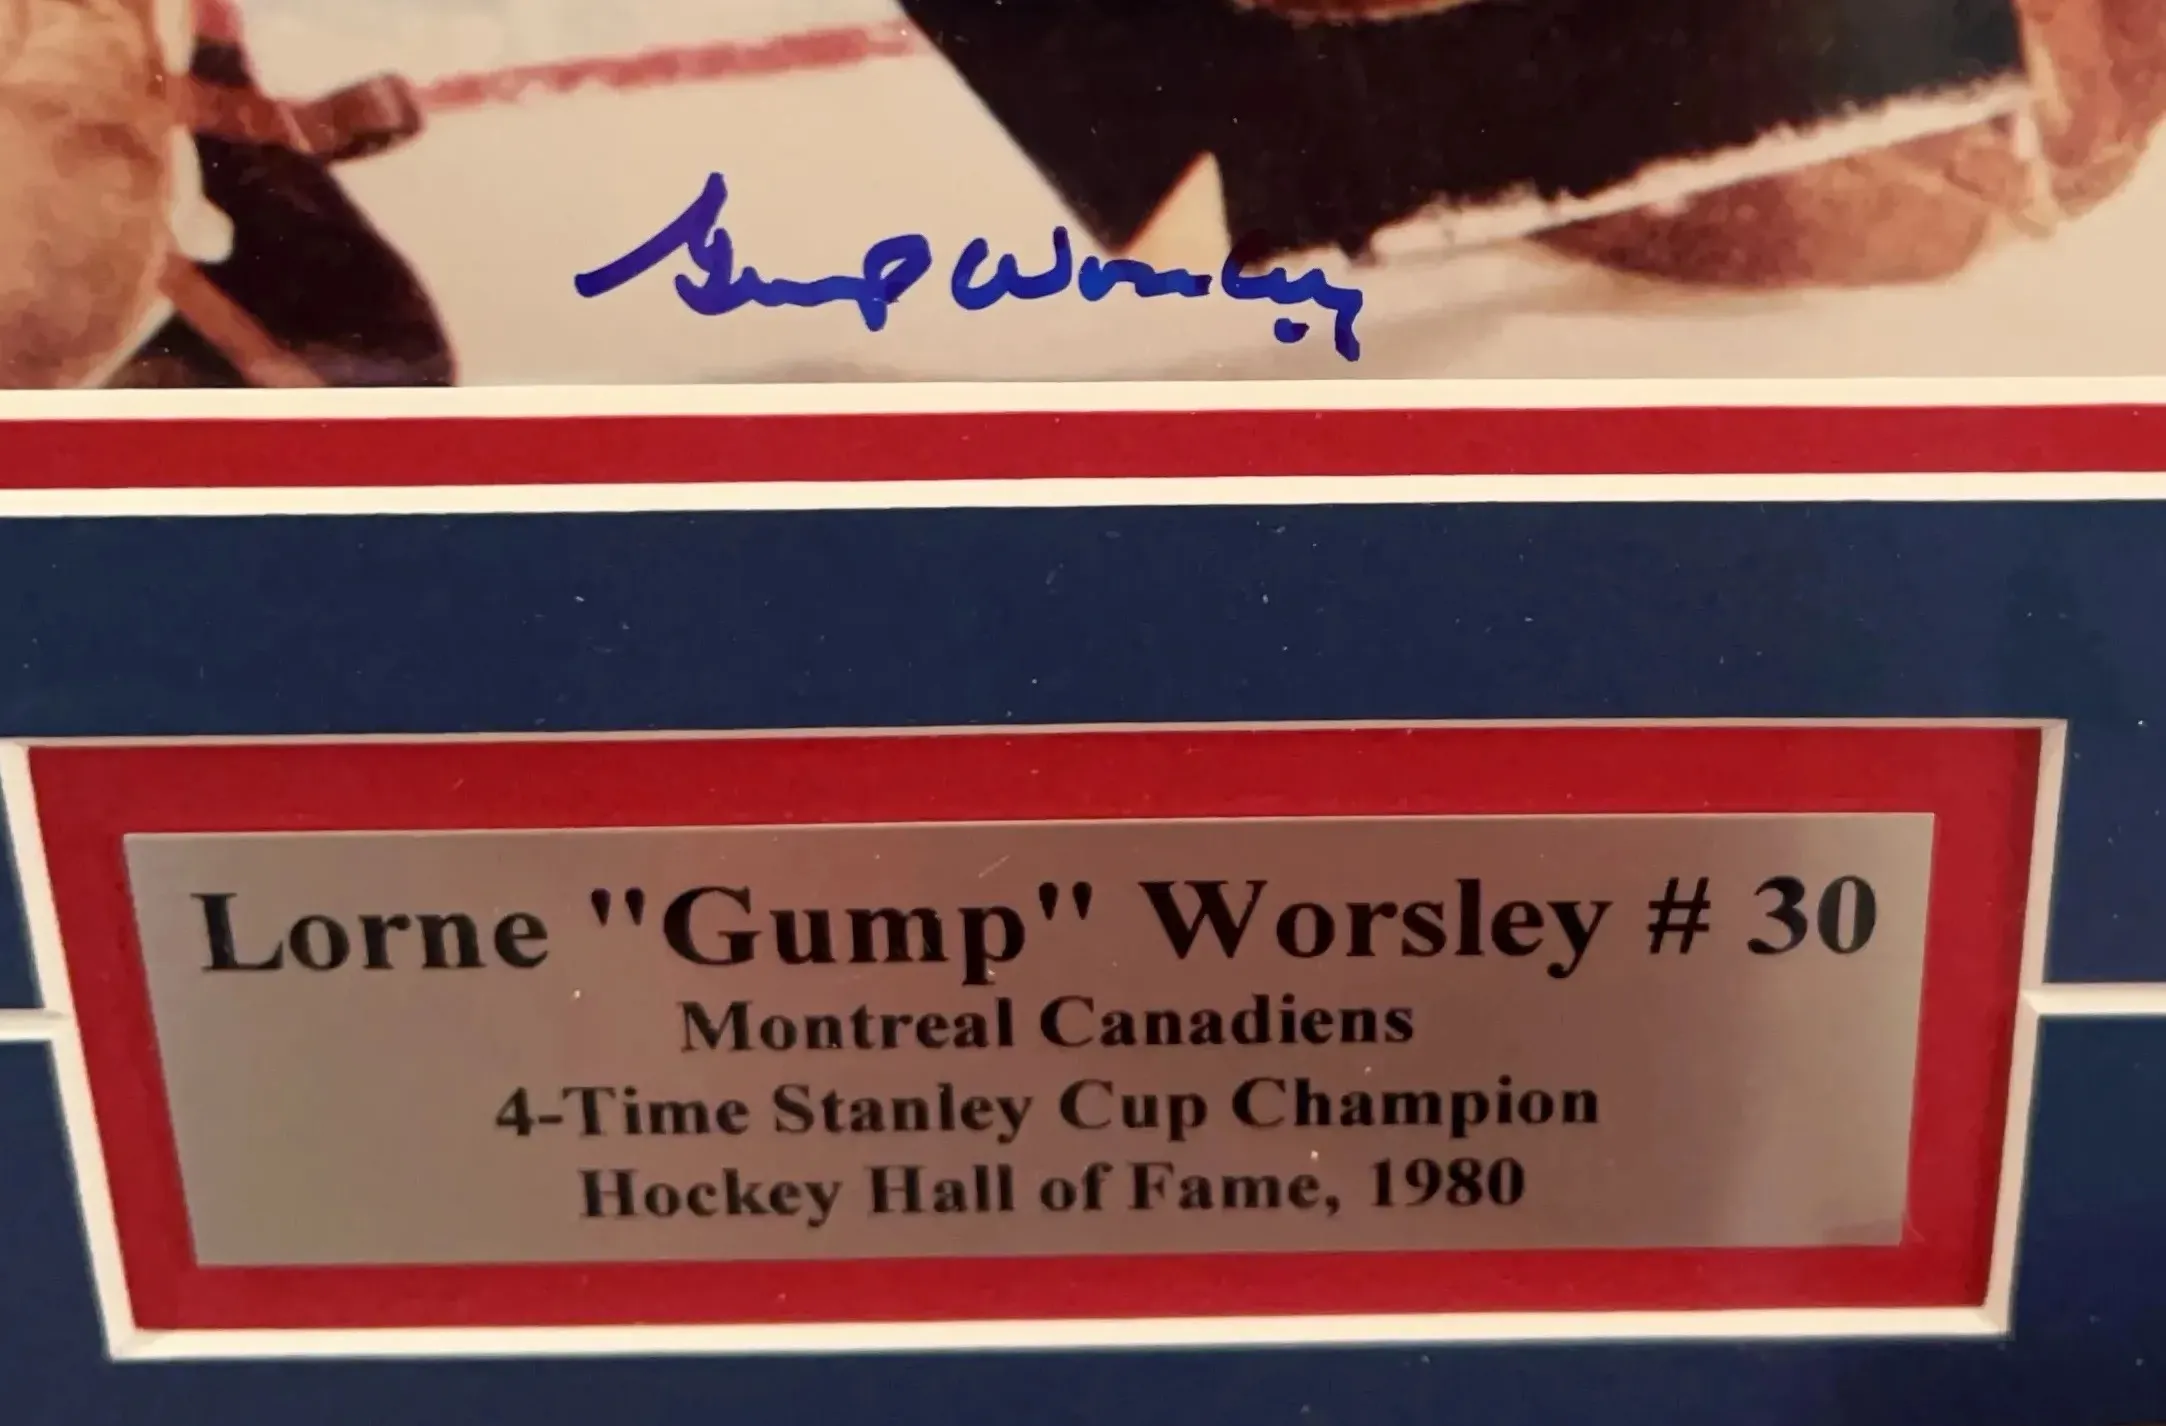 Gump Worsley
Lorne "Gump" Worsley # 30
Montreal Canadiens
4-Time Stanley Cup Champion
Hockey Hall of Fame, 1980